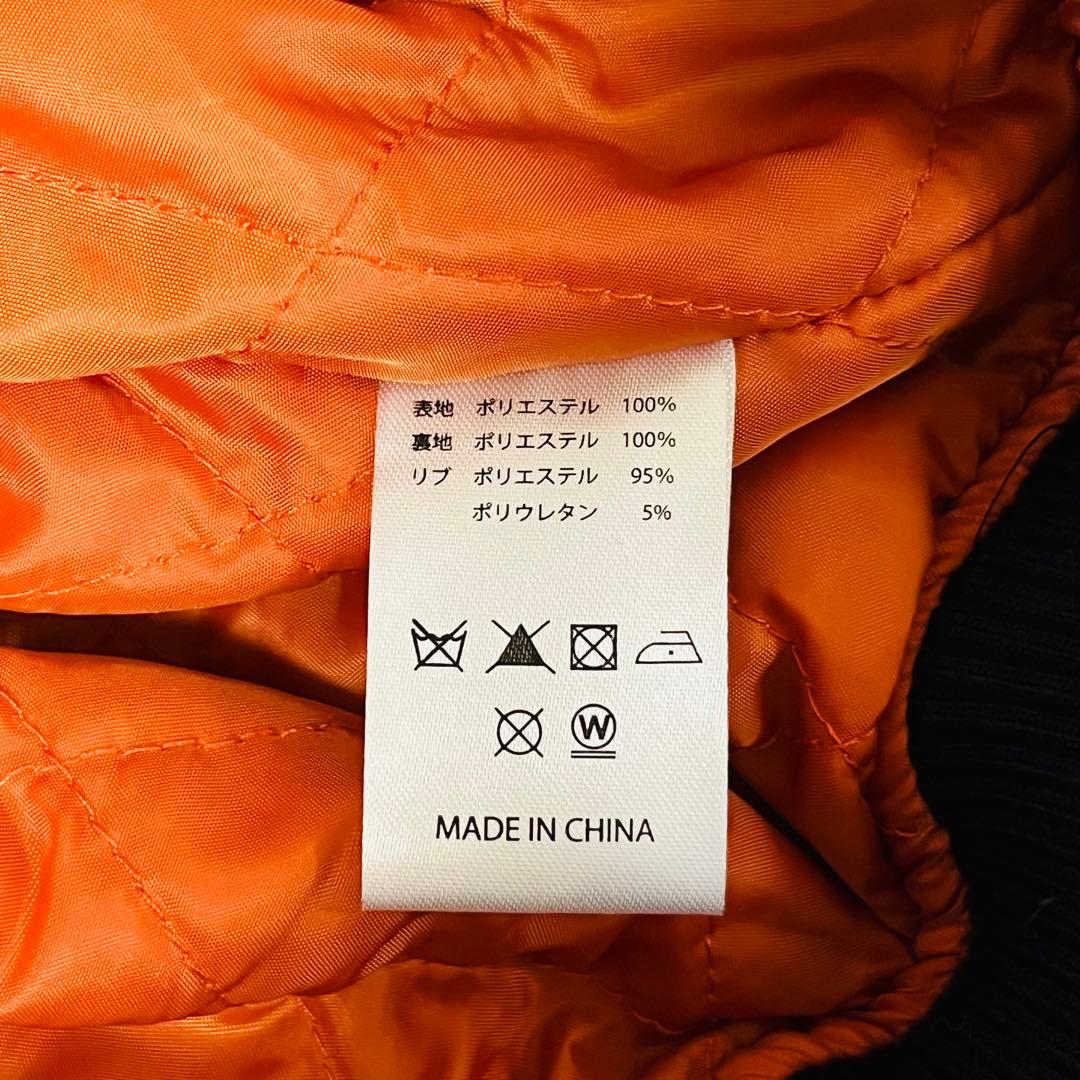 表地 ポリエステル 100%
裏地 ポリエステル 100%
リブ ポリエステル 95%
ポリウレタン 5%
W
MADE IN CHINA